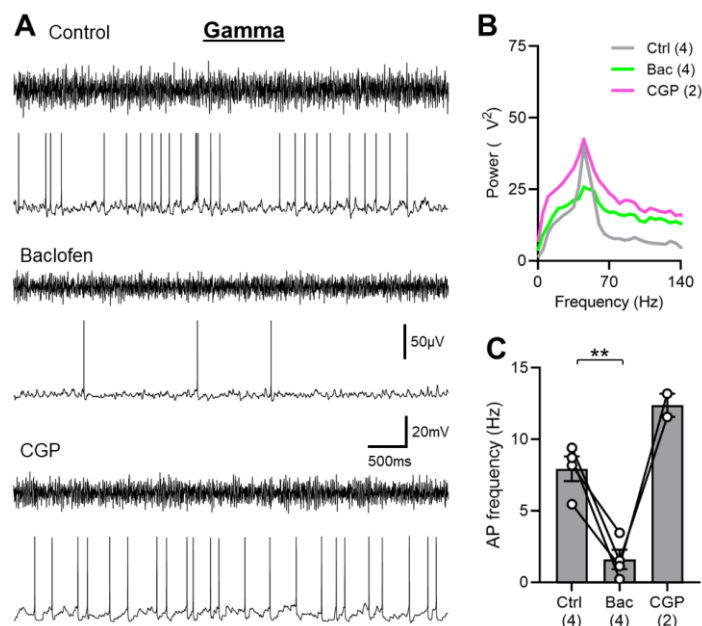 A
Control
Gamma
Baclofen
50µV
20mV
500ms
CGP
B
Ctrl (4)
Bac (4)
CGP (2)
75
50
25
0
Power ( V²)
0 70 140
Frequency (Hz)
C
**
15
10
5
0
AP frequency (Hz)
Ctrl Bac CGP
(4) (4) (2)